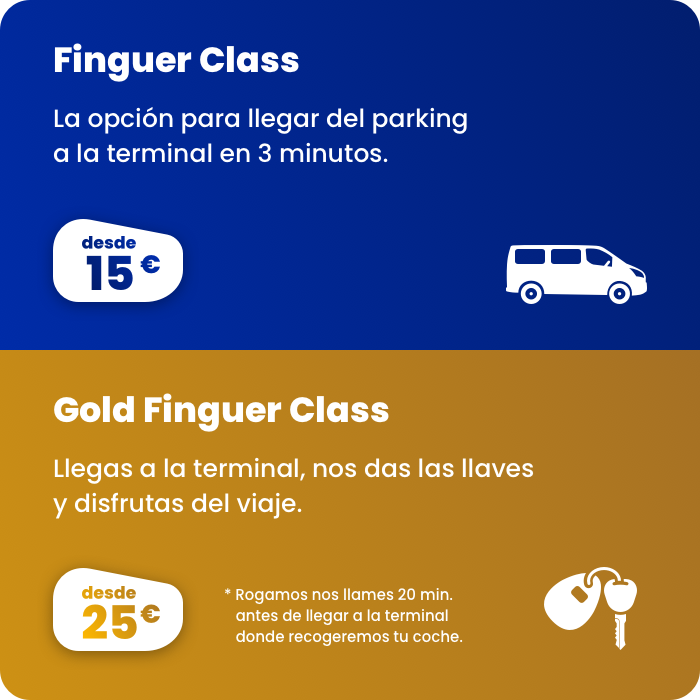 Finguer Class
La opción para llegar del parking
a la terminal en 3 minutos.
desde
15€
Gold Finguer Class
Llegas a la terminal, nos das las llaves
y disfrutas del viaje.
desde
25€
* Rogamos nos llames 20 min.
antes de llegar a la terminal
donde recogeremos tu coche.